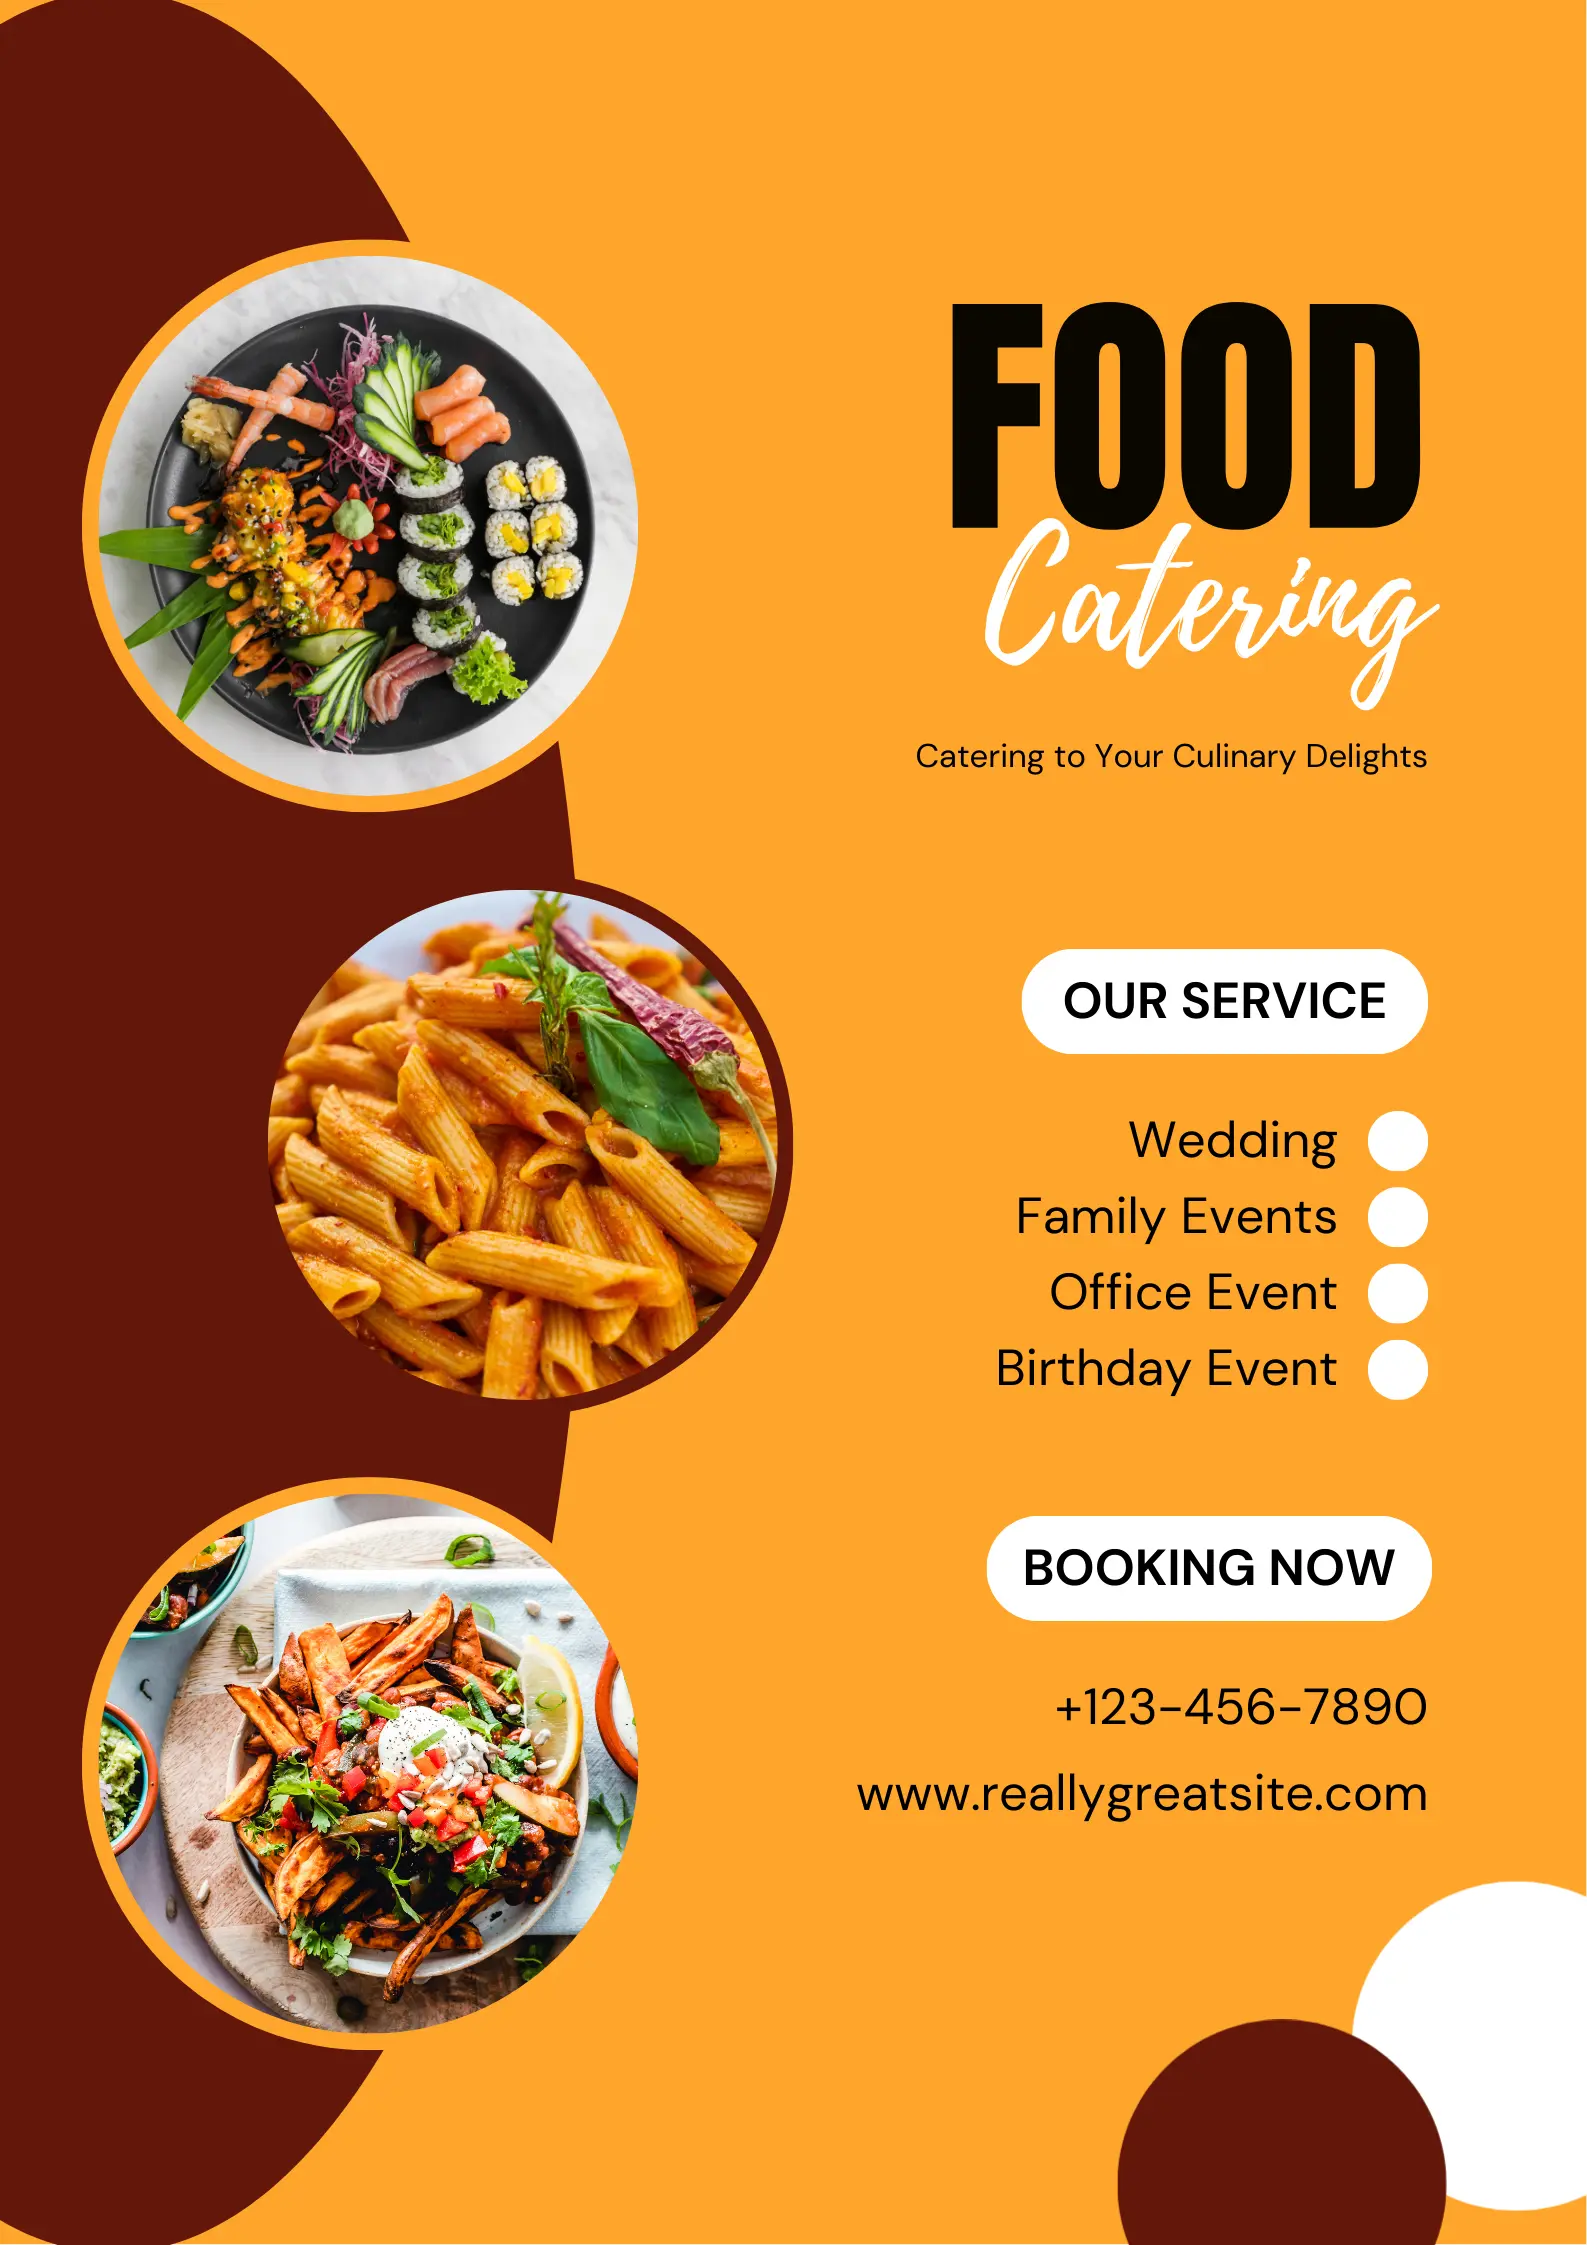 FOOD
Catering
Catering to Your Culinary Delights
OUR SERVICE
Wedding
Family Events
Office Event
Birthday Event
BOOKING NOW
+123-456-7890
www.reallygreatsite.com